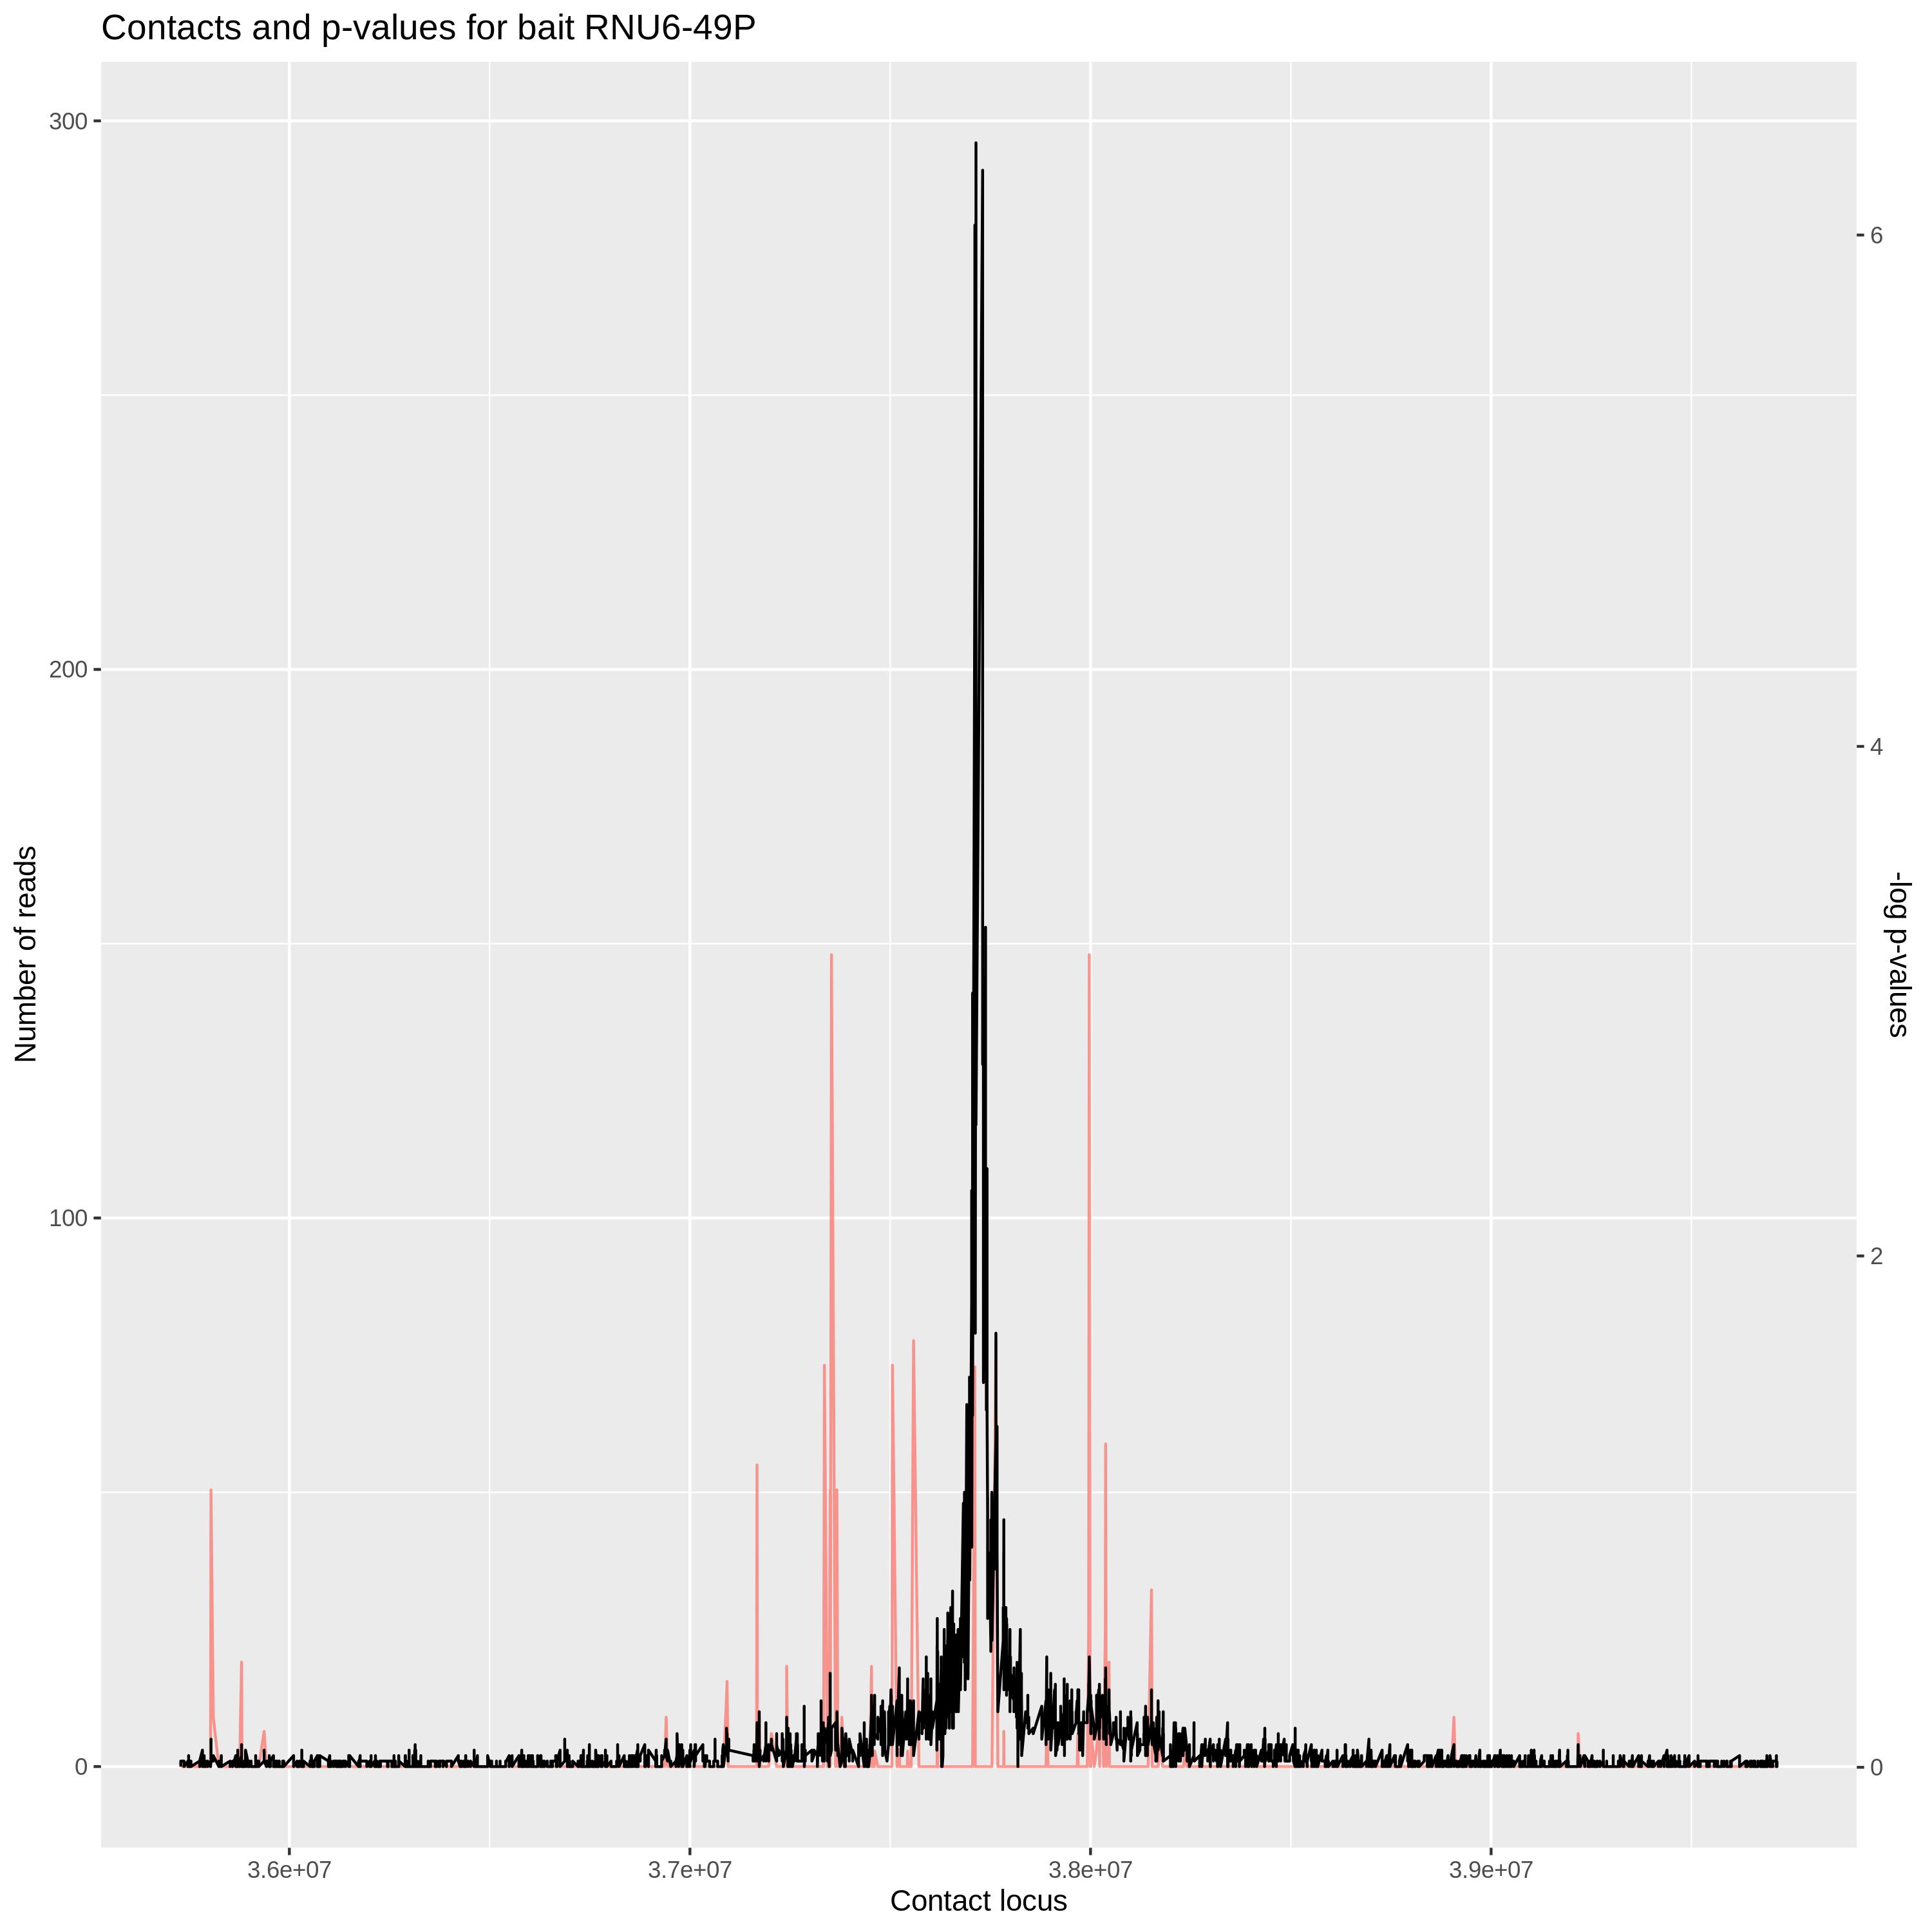 Contacts and p-values for bait RNU6-49P
300
200
100
0
Number of reads
6
4
2
0
-log p-values
3.6e+07
3.7e+07
3.8e+07
3.9e+07
Contact locus